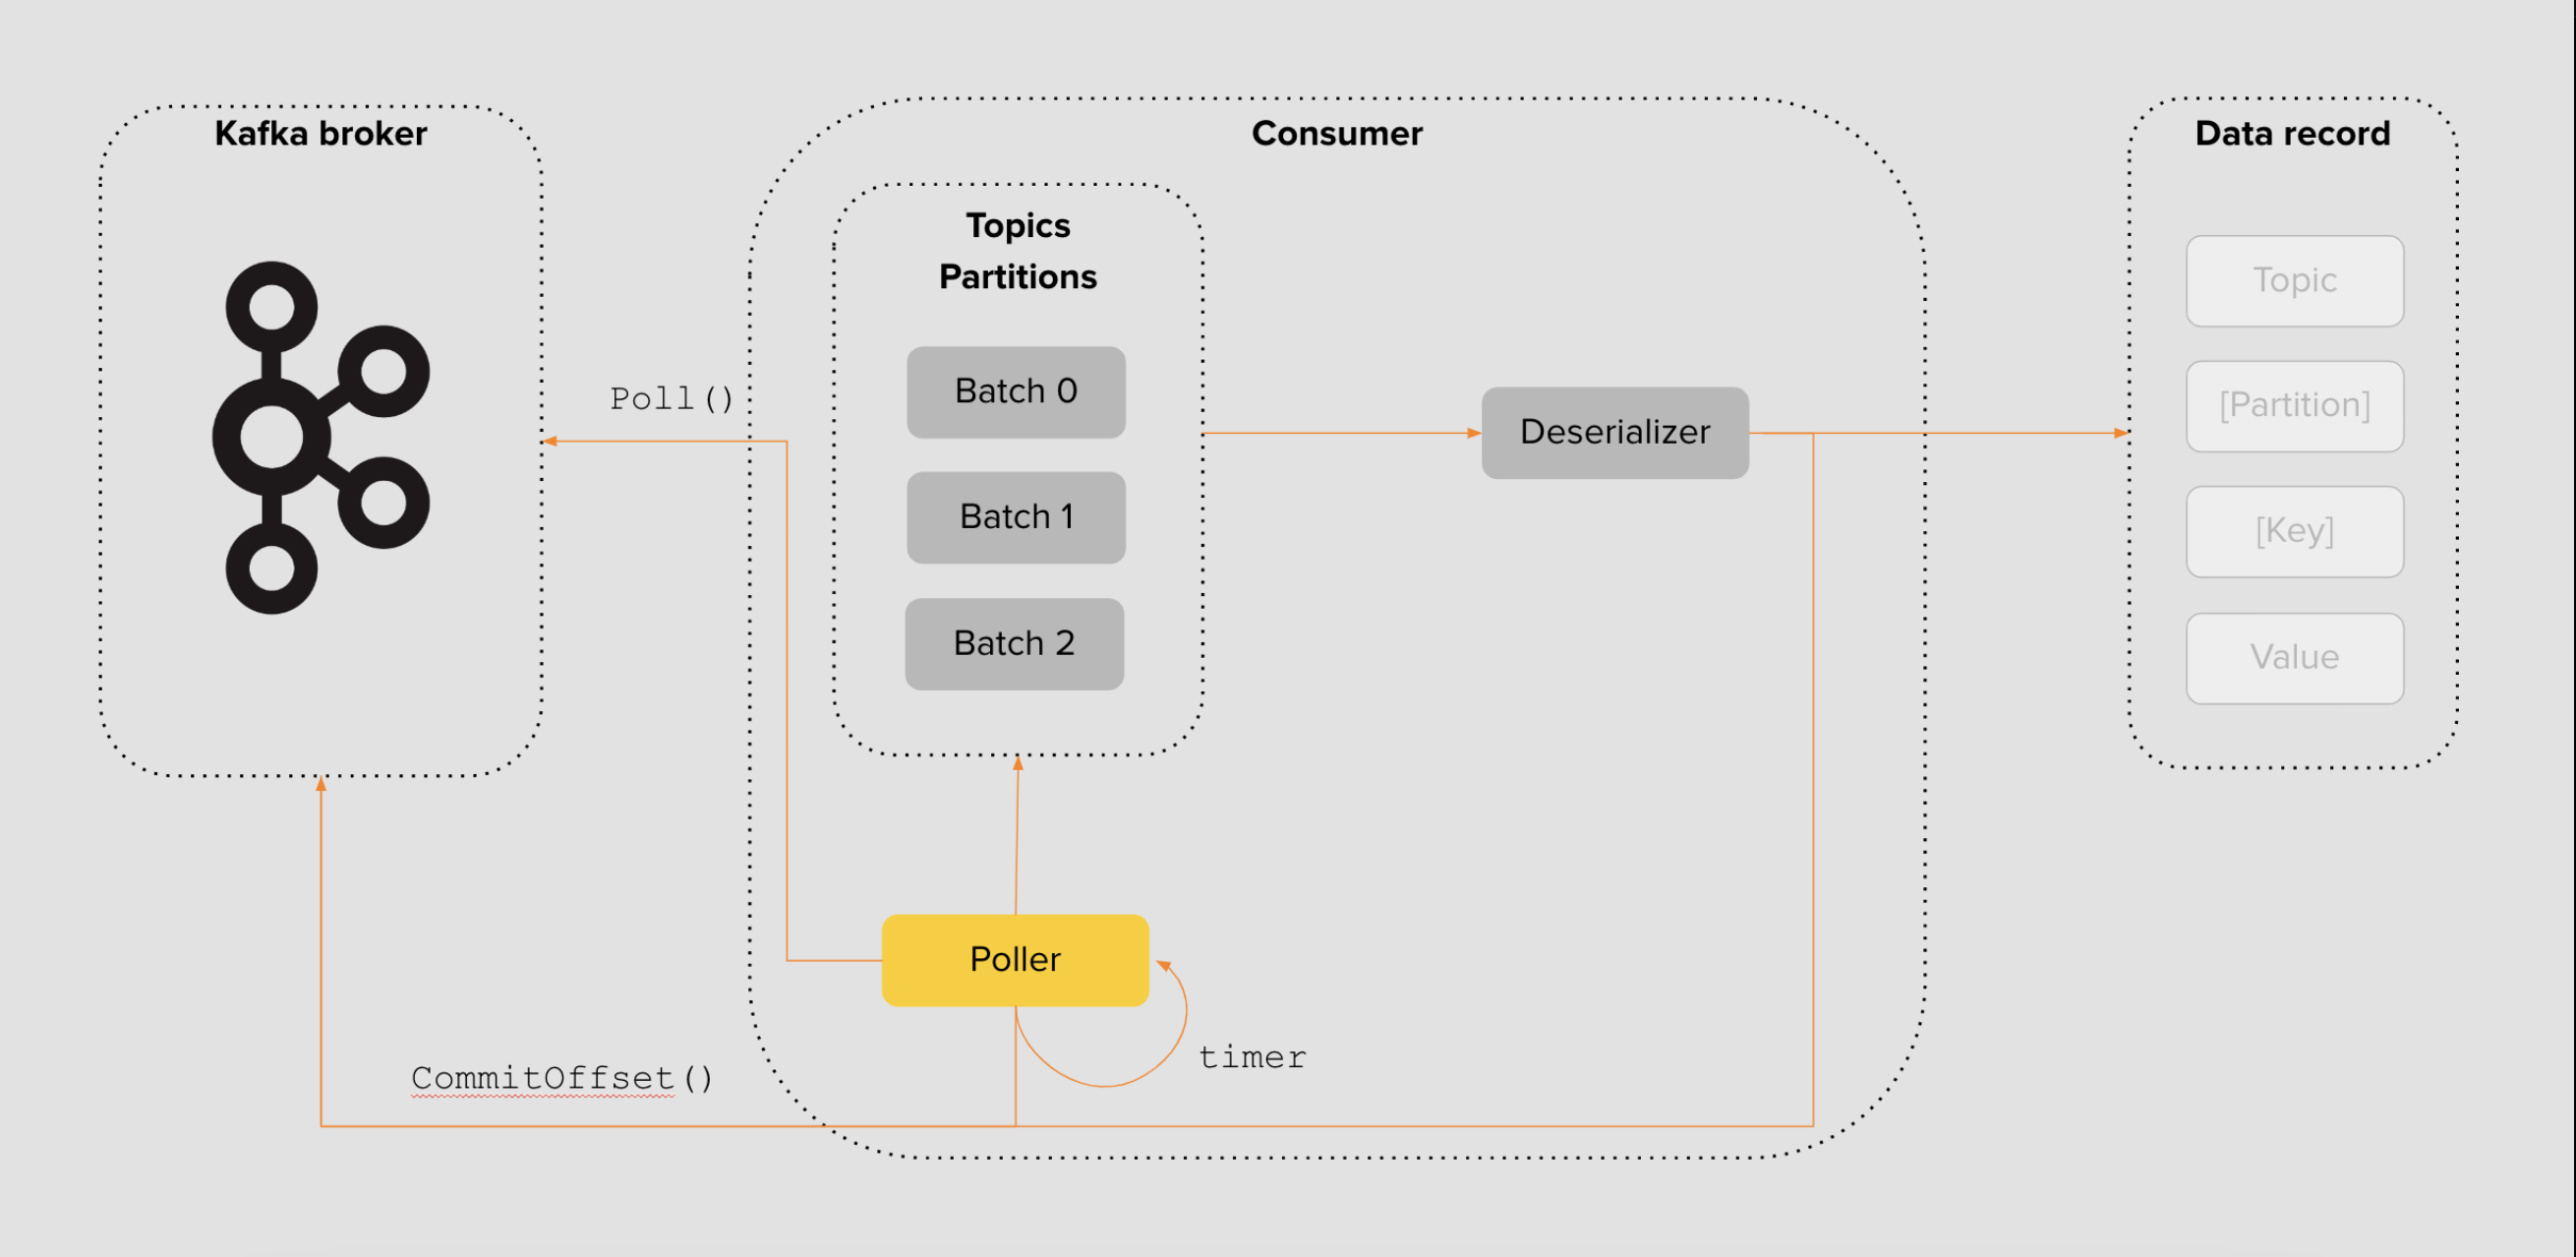 Kafka broker
Consumer
Data record
Topics
Partitions
Batch 0
Batch 1
Batch 2
Poll()
Deserializer
Topic
[Partition]
[Key]
Value
Poller
timer
CommitOffset()